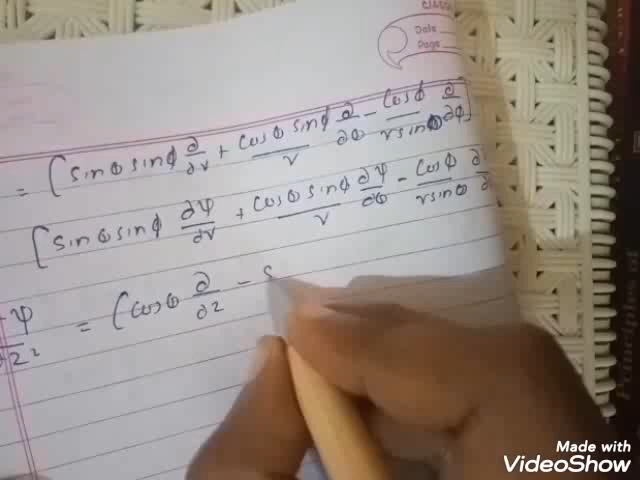 CLASS
Date
Page
= [sinθ sinφ ∂/∂r + cosθ sinφ/r ∂/∂θ - cosφ/r sinθ ∂/∂φ]
[sinθ sinφ ∂ψ/∂r + cosθ sinφ/r ∂ψ/∂θ - cosφ/r sinθ ∂
ψ/∂z² = (cosθ ∂/∂z - s
Made with
VideoShow